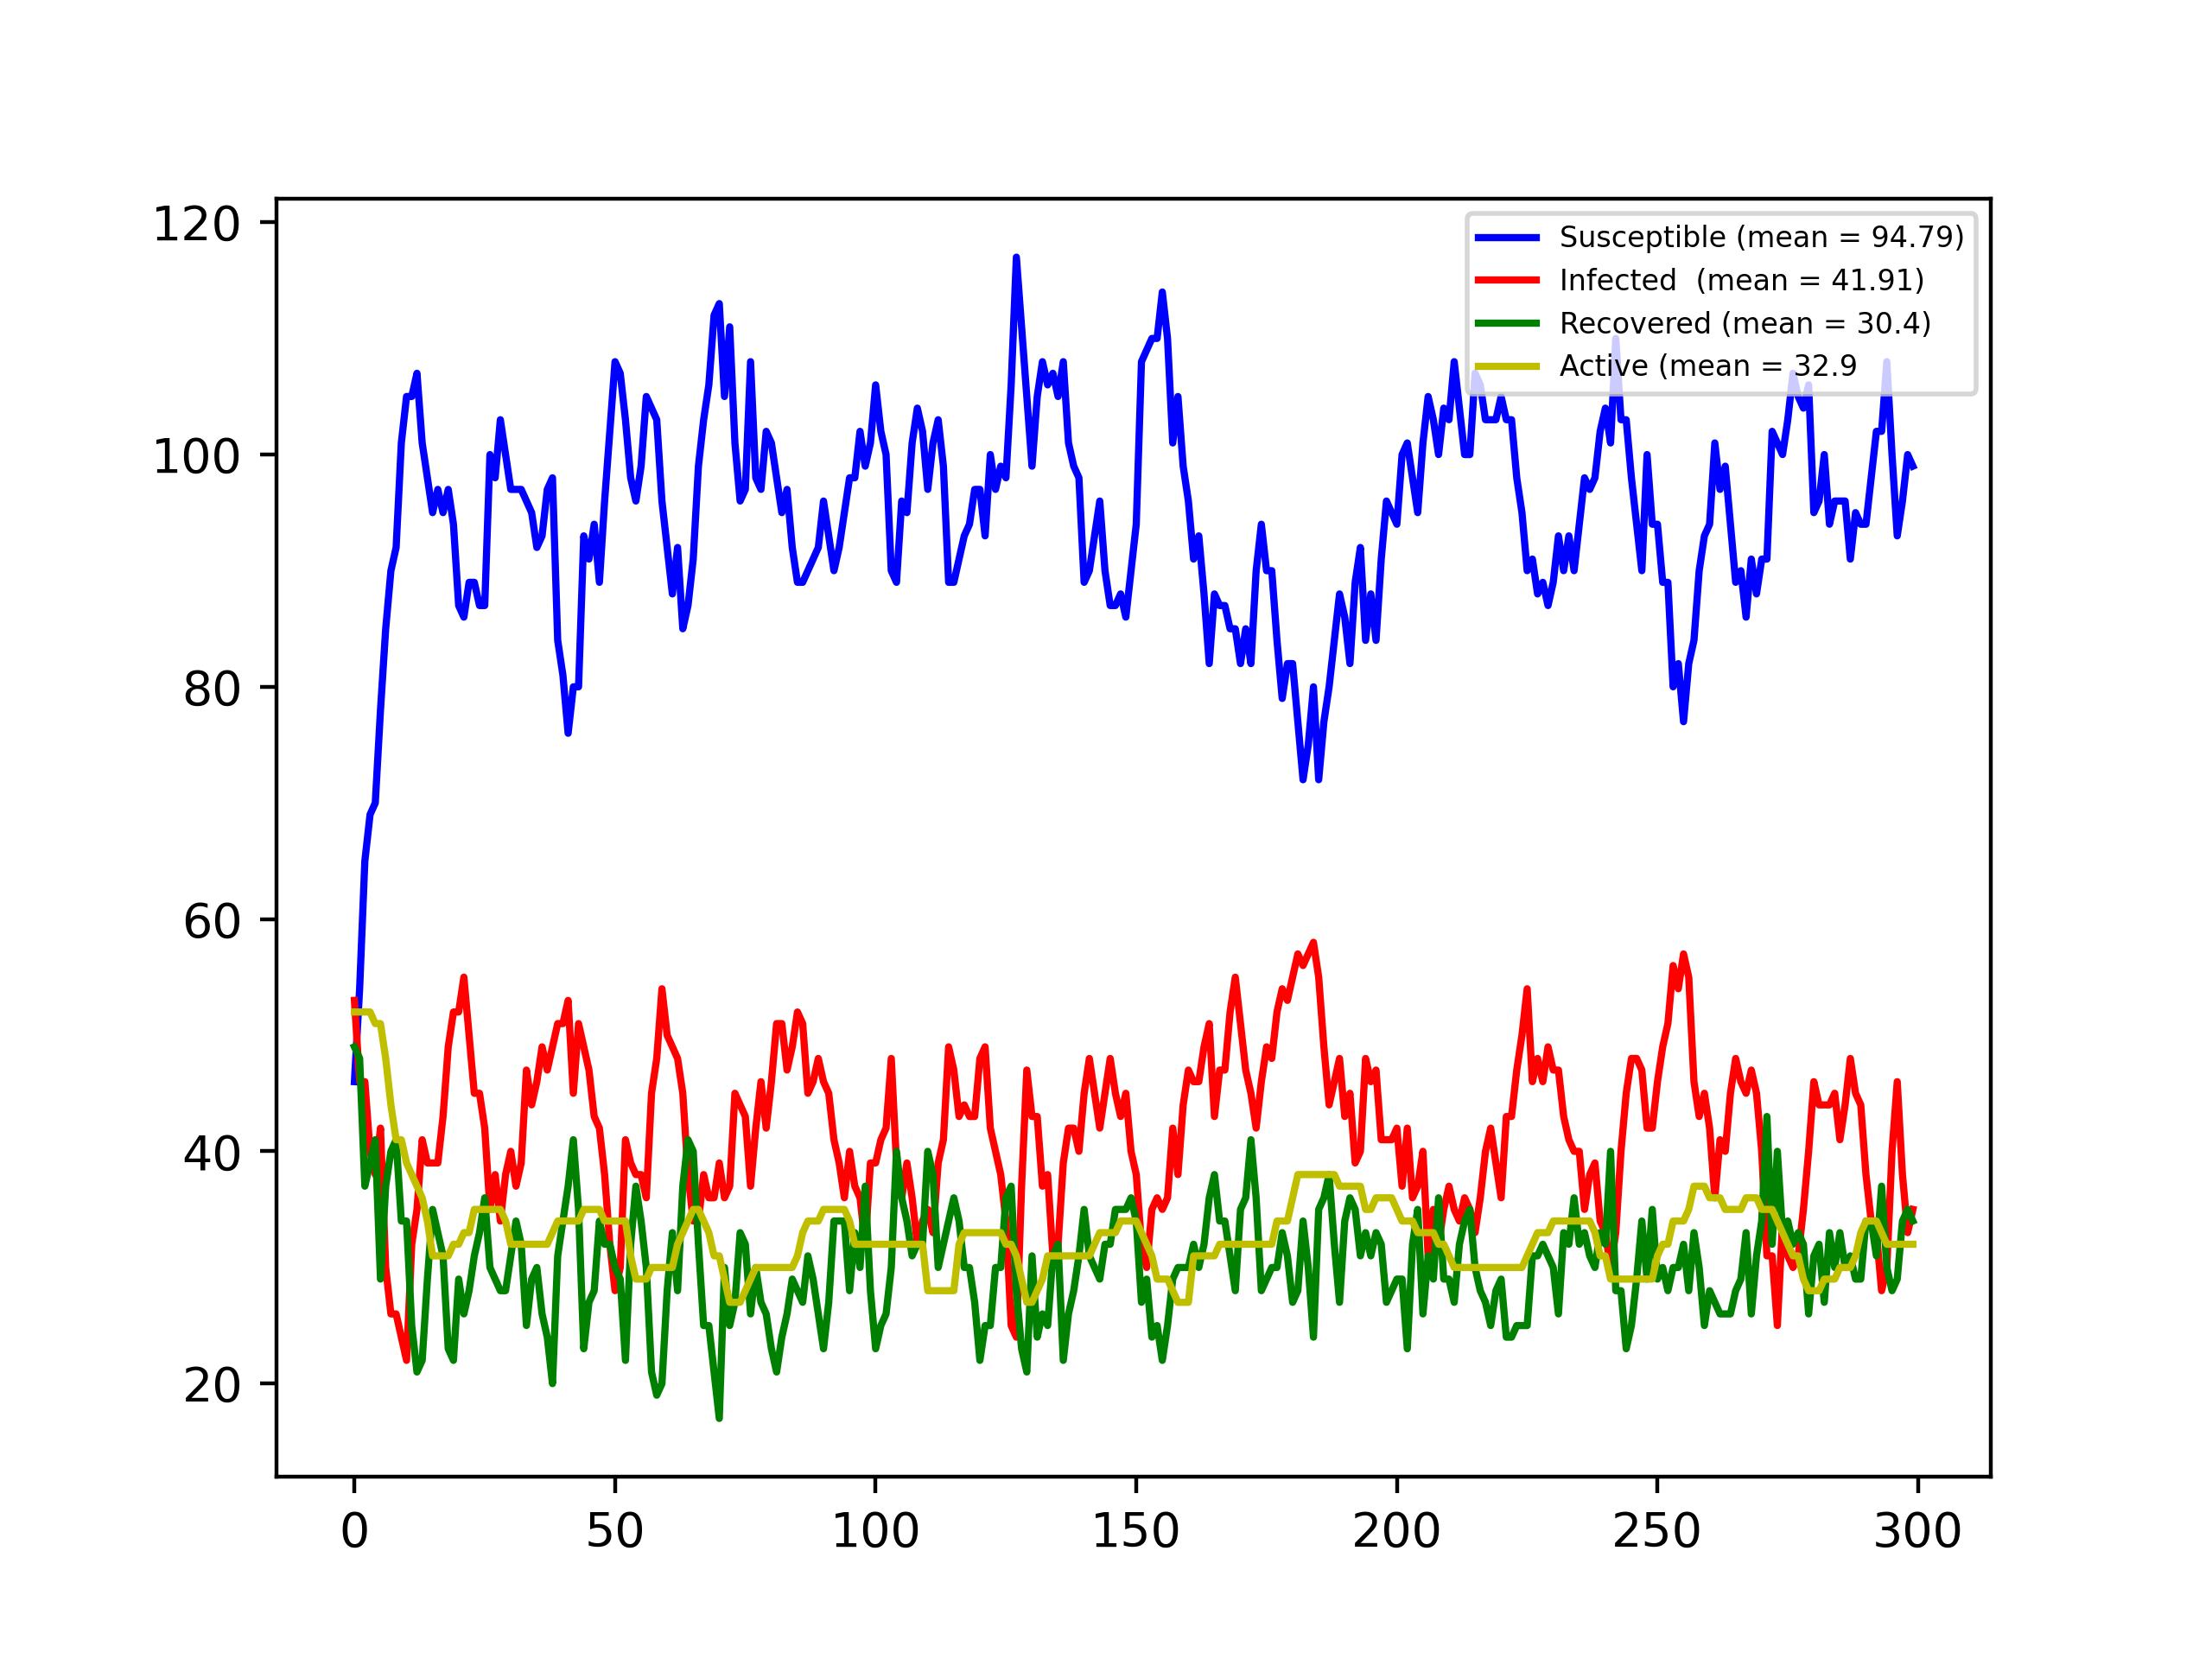 120
100
80
60
40
20
0 50 100 150 200 250 300
Susceptible (mean = 94.79)
Infected  (mean = 41.91)
Recovered (mean = 30.4)
Active (mean = 32.9